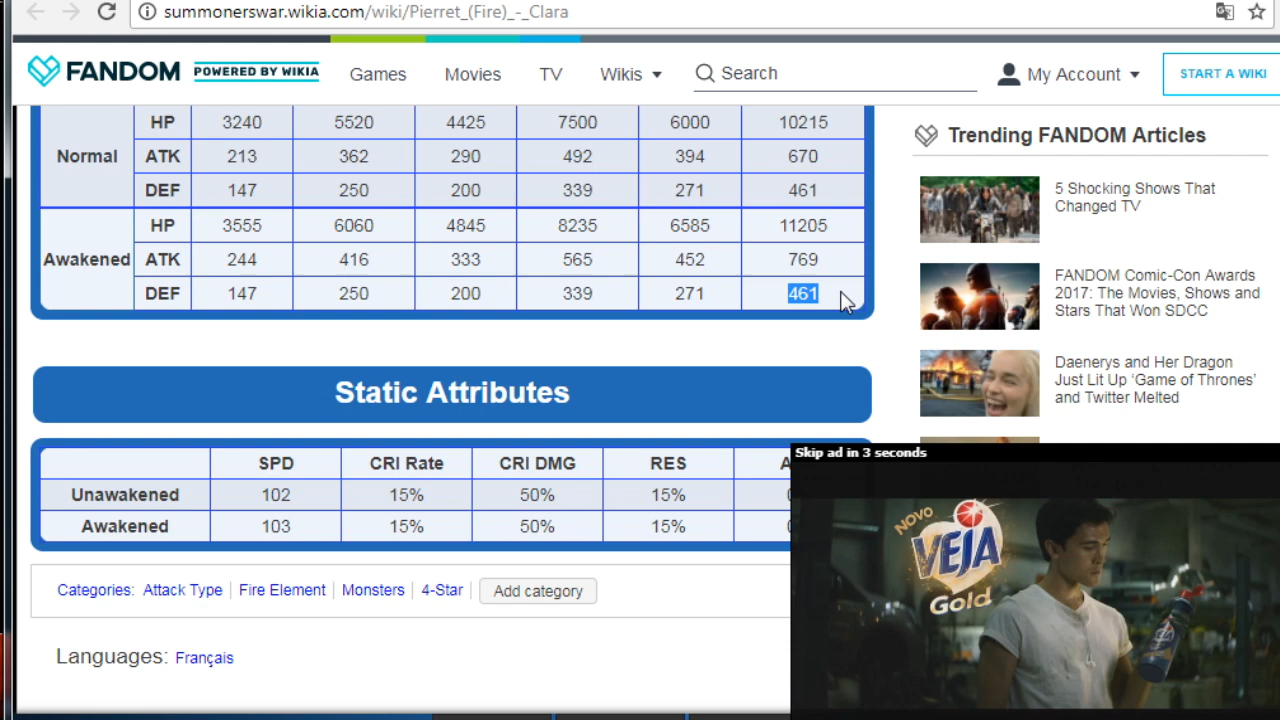 summonerswar.wikia.com/wiki/Pierret_(Fire)_-_Clara
FANDOM POWERED BY WIKIA Games Movies TV Wikis Search My Account START A WIKI
Normal HP 3240 5520 4425 7500 6000 10215
ATK 213 362 290 492 394 670
DEF 147 250 200 339 271 461
Awakened HP 3555 6060 4845 8235 6585 11205
ATK 244 416 333 565 452 769
DEF 147 250 200 339 271 461
Static Attributes
SPD CRI Rate CRI DMG RES
Unawakened 102 15% 50% 15%
Awakened 103 15% 50% 15%
Categories: Attack Type Fire Element Monsters 4-Star Add category
Languages: Français
Trending FANDOM Articles
5 Shocking Shows That
Changed TV
FANDOM Comic-Con Awards
2017: The Movies, Shows and
Stars That Won SDCC
Daenerys and Her Dragon
Just Lit Up ‘Game of Thrones’
and Twitter Melted
Skip ad in 3 seconds
NOVO
VEJA
Gold